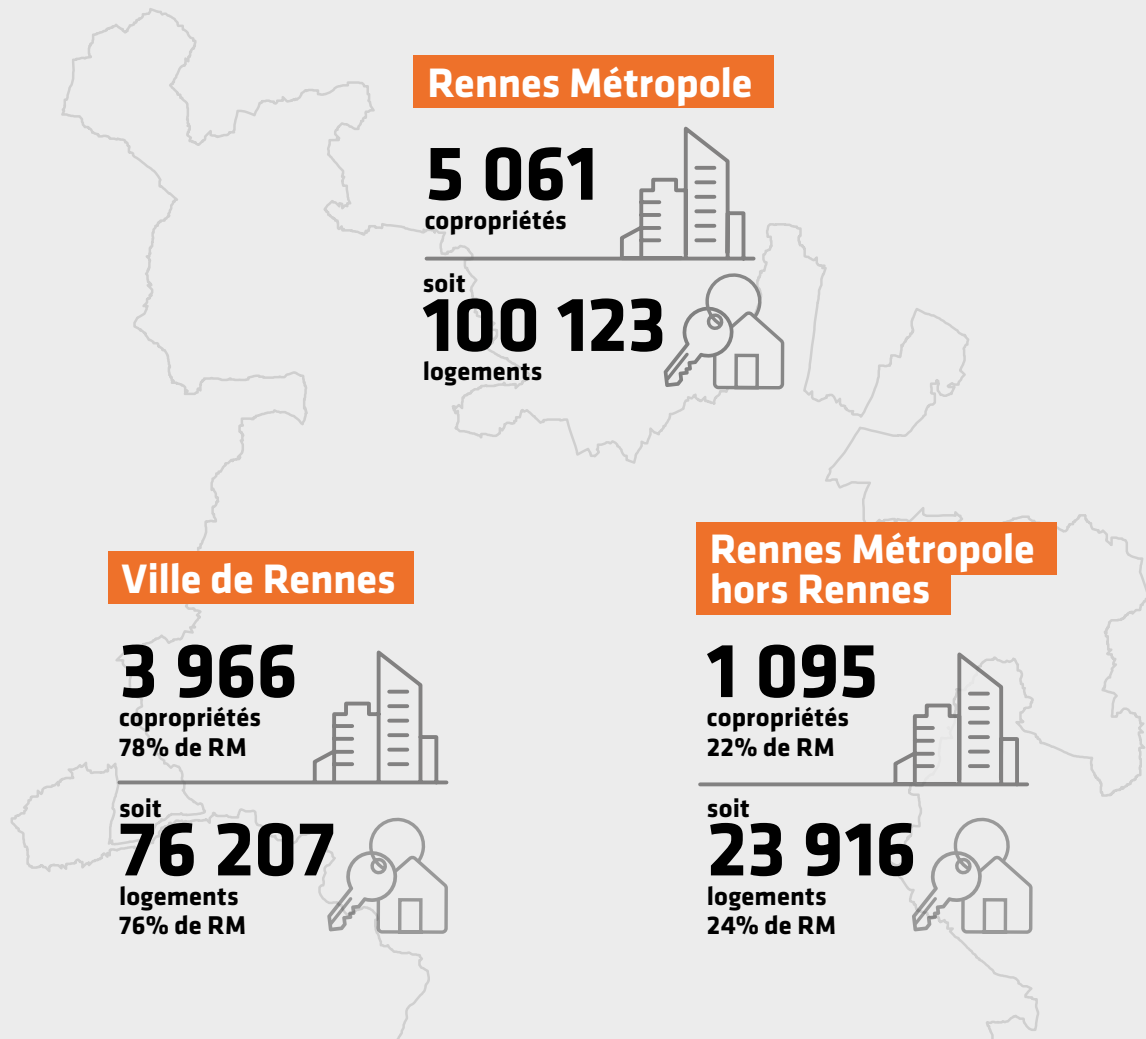 Rennes Métropole
5 061
copropriétés
soit
100 123
logements
Ville de Rennes
3 966
copropriétés
78% de RM
soit
76 207
logements
76% de RM
Rennes Métropole
hors Rennes
1 095
copropriétés
22% de RM
soit
23 916
logements
24% de RM